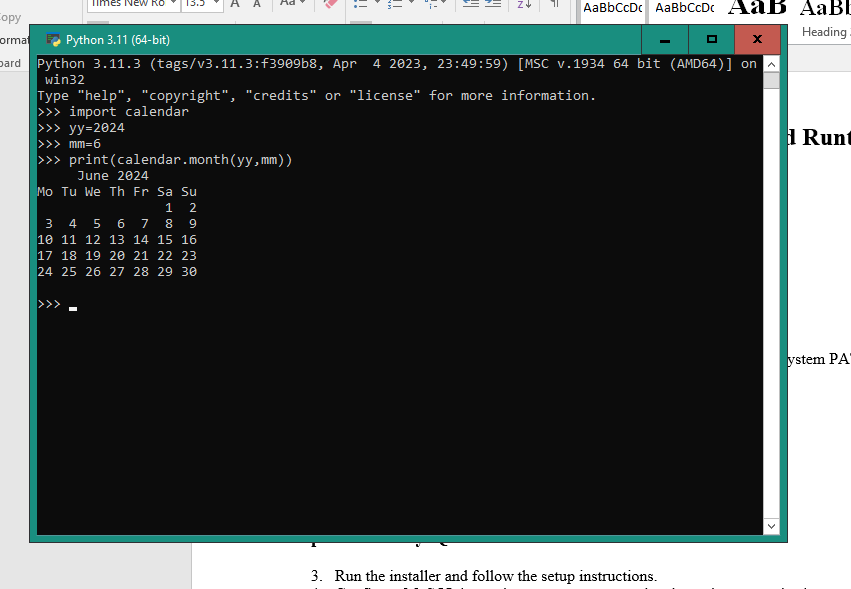 opy
Times New Ro
13.5
A A
Aa
AaBbCcDc AaBbCcDc AaB AaBb
ormat
Heading
oard
Python 3.11 (64-bit)
Python 3.11.3 (tags/v3.11.3:f3909b8, Apr  4 2023, 23:49:59) [MSC v.1934 64 bit (AMD64)] on
 win32
Type "help", "copyright", "credits" or "license" for more information.
>>> import calendar
>>> yy=2024
>>> mm=6
>>> print(calendar.month(yy,mm))
     June 2024
Mo Tu We Th Fr Sa Su
                1  2
 3  4  5  6  7  8  9
10 11 12 13 14 15 16
17 18 19 20 21 22 23
24 25 26 27 28 29 30
>>>
d Runt
ystem PA
3. Run the installer and follow the setup instructions.